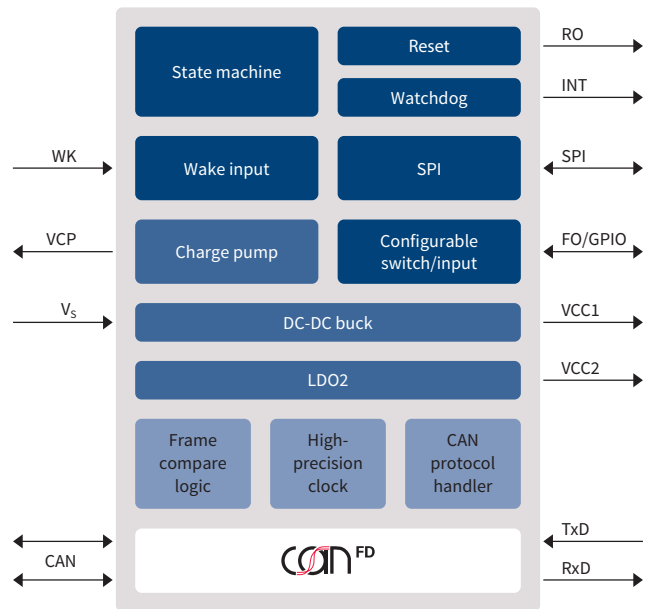 Reset
RO
State machine
Watchdog
INT
WK
Wake input
SPI
SPI
VCP
Charge pump
Configurable
switch/input
FO/GPIO
VS
DC-DC buck
VCC1
LDO2
VCC2
Frame
compare
logic
High-
precision
clock
CAN
protocol
handler
CAN
CAN FD
TxD
RxD